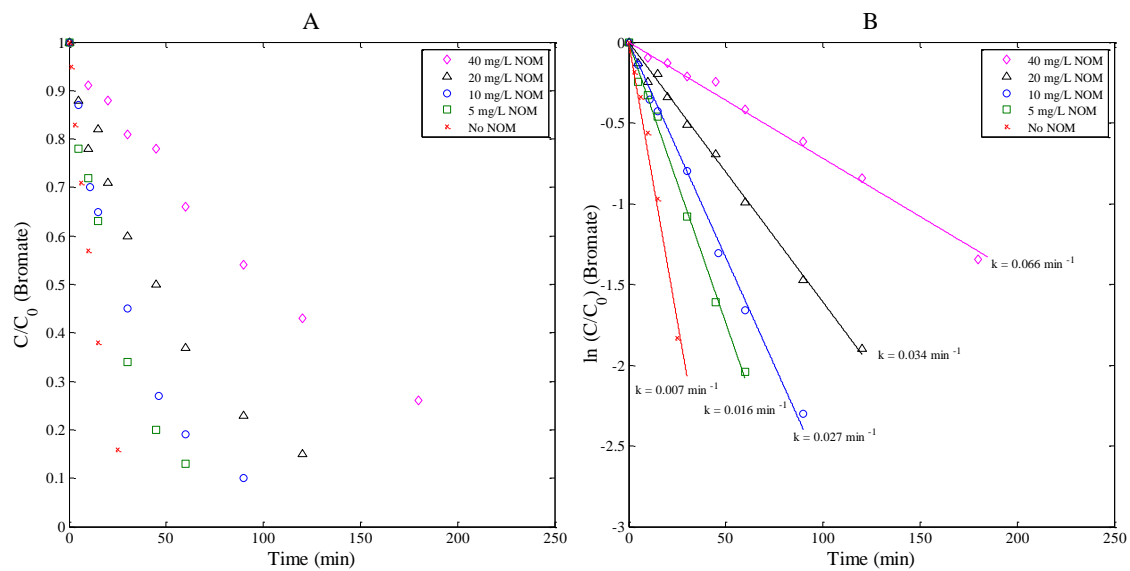 A
1
0.9
0.8
0.7
0.6
0.5
0.4
0.3
0.2
0.1
0
C/C0 (Bromate)
0
50
100
150
200
250
Time (min)
40 mg/L NOM
20 mg/L NOM
10 mg/L NOM
5 mg/L NOM
No NOM
B
0
-0.5
-1
-1.5
-2
-2.5
-3
ln (C/C0) (Bromate)
0
50
100
150
200
250
Time (min)
40 mg/L NOM
20 mg/L NOM
10 mg/L NOM
5 mg/L NOM
No NOM
k = 0.066 min -1
k = 0.034 min -1
k = 0.007 min -1
k = 0.016 min -1
k = 0.027 min -1